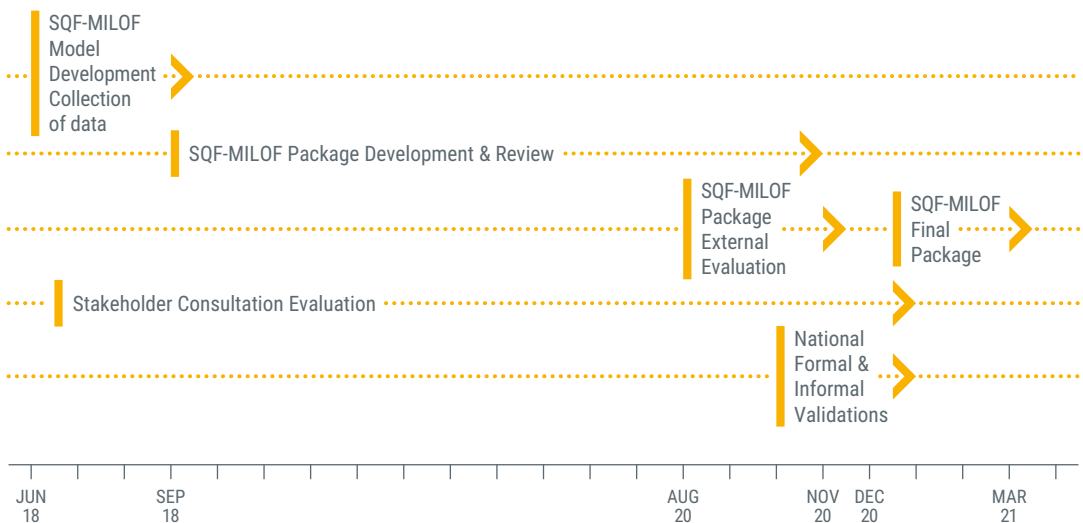 SQF-MILOF
Model
Development
Collection
of data
SQF-MILOF Package Development & Review
SQF-MILOF
Package
External
Evaluation
SQF-MILOF
Final
Package
Stakeholder Consultation Evaluation
National
Formal &
Informal
Validations
JUN
18
SEP
18
AUG
20
NOV
20
DEC
20
MAR
21